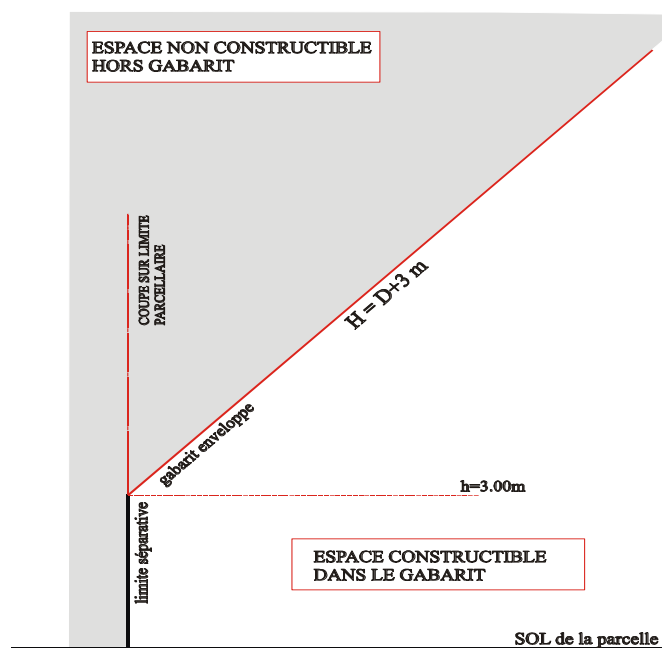 ESPACE NON CONSTRUCTIBLE
HORS GABARIT
COUPE SUR LIMITE
PARCELLAIRE
H = D+3 m
gabarit enveloppe
h=3.00m
limite séparative
ESPACE CONSTRUCTIBLE
DANS LE GABARIT
SOL de la parcelle